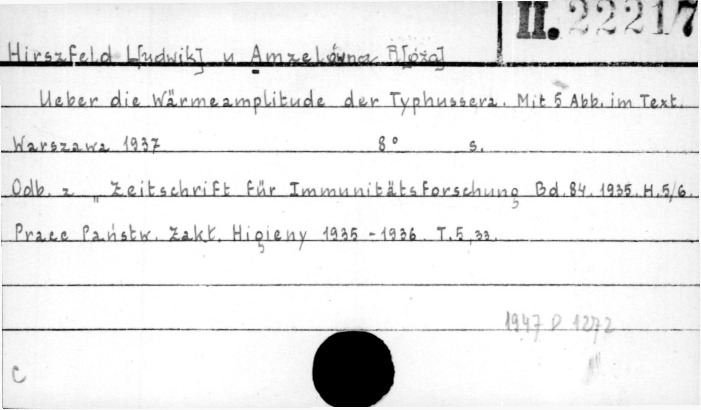 II. 22217
Hirszfeld L[udwik] u Amzelówna R[óża]
Ueber die Wärmeamplitude der Typhussera. Mit 5 Abb. im Text.
Warszawa 1937 8° s.
Odb. z „Zeitschrift für Immunitätsforschung Bd. 84. 1935. H. 5/6.
Prace Państw. Zakł. Higieny 1935 - 1936. T. 5, 33.
1947 D 1272
C